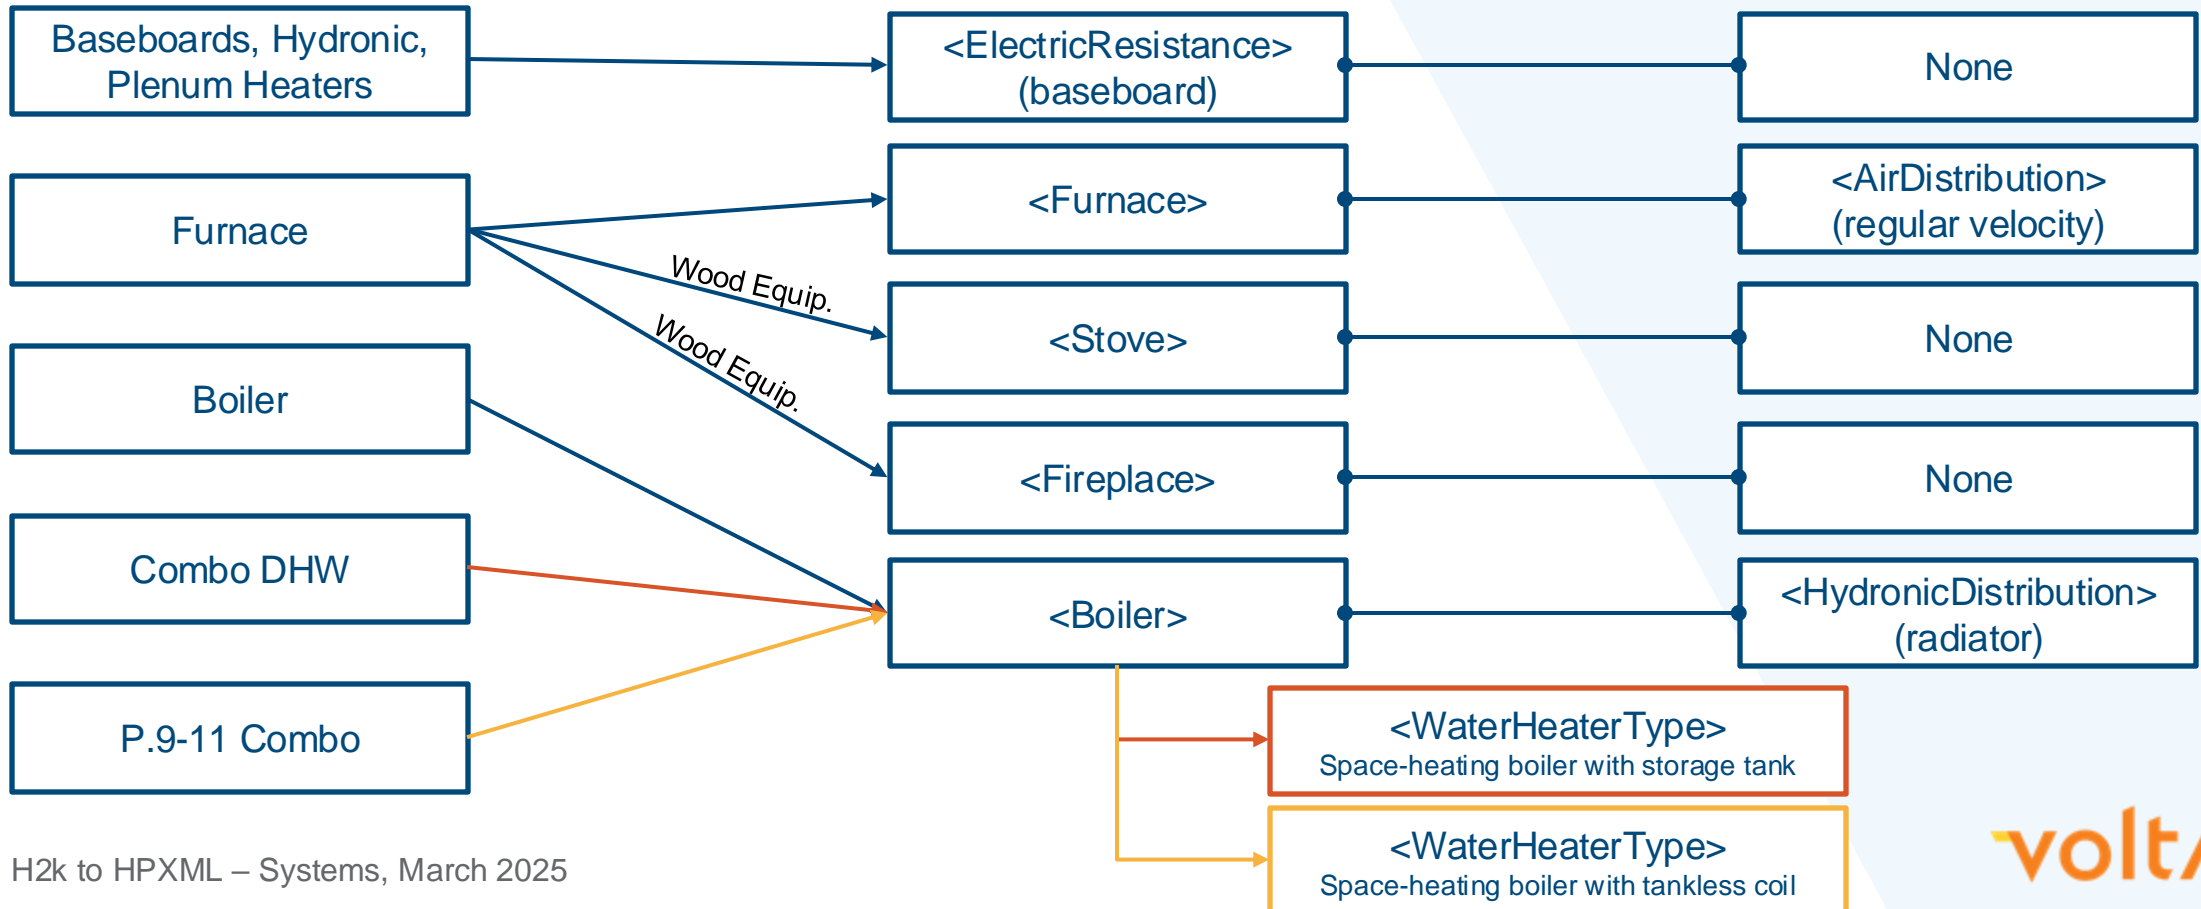 Baseboards, Hydronic,
Plenum Heaters
<ElectricResistance>
(baseboard)
None
Furnace
<Furnace>
<AirDistribution>
(regular velocity)
Wood Equip.
<Stove>
None
Wood Equip.
Boiler
<Fireplace>
None
Combo DHW
<Boiler>
<HydronicDistribution>
(radiator)
P.9-11 Combo
<WaterHeaterType>
Space-heating boiler with storage tank
<WaterHeaterType>
Space-heating boiler with tankless coil
H2k to HPXML – Systems, March 2025
volt